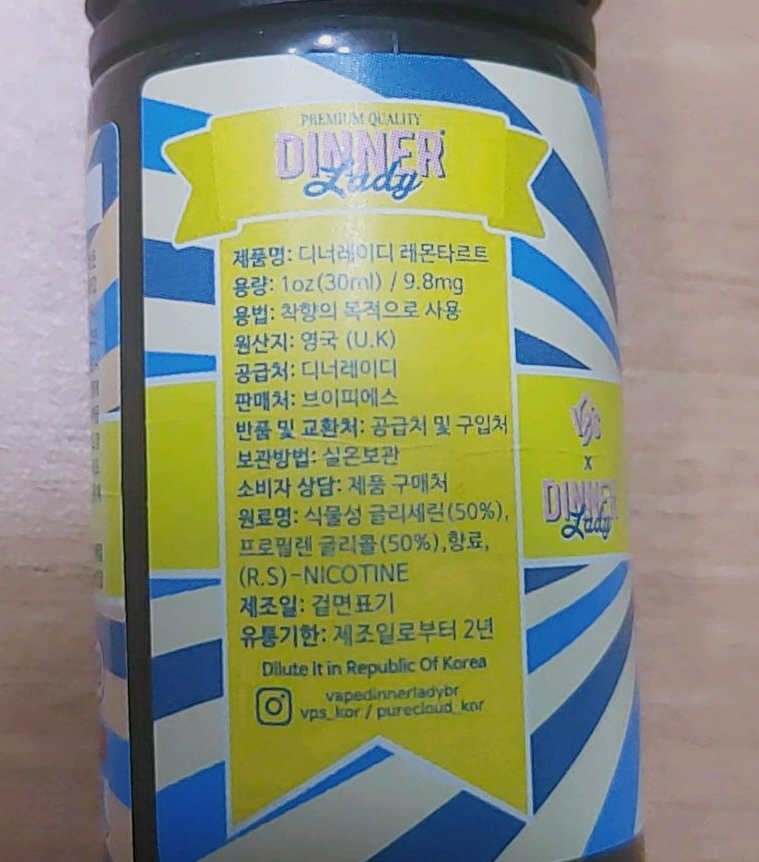 PREMIUM QUALITY
DINNER
Lady
제품명: 디너레이디 레몬타르트
용량: 1oz(30ml) / 9.8mg
용법: 착향의 목적으로 사용
원산지: 영국 (U.K)
공급처: 디너레이디
판매처: 브이피에스
반품 및 교환처: 공급처 및 구입처
보관방법: 실온보관
소비자 상담: 제품 구매처
원료명: 식물성 글리세린(50%),
프로필렌 글리콜(50%),향료,
(R.S)-NICOTINE
제조일: 겉면표기
유통기한: 제조일로부터 2년
Dilute it in Republic Of Korea
vapedinnerladybr
vps_kor / purecloud_kor
X
DINNER
Lady